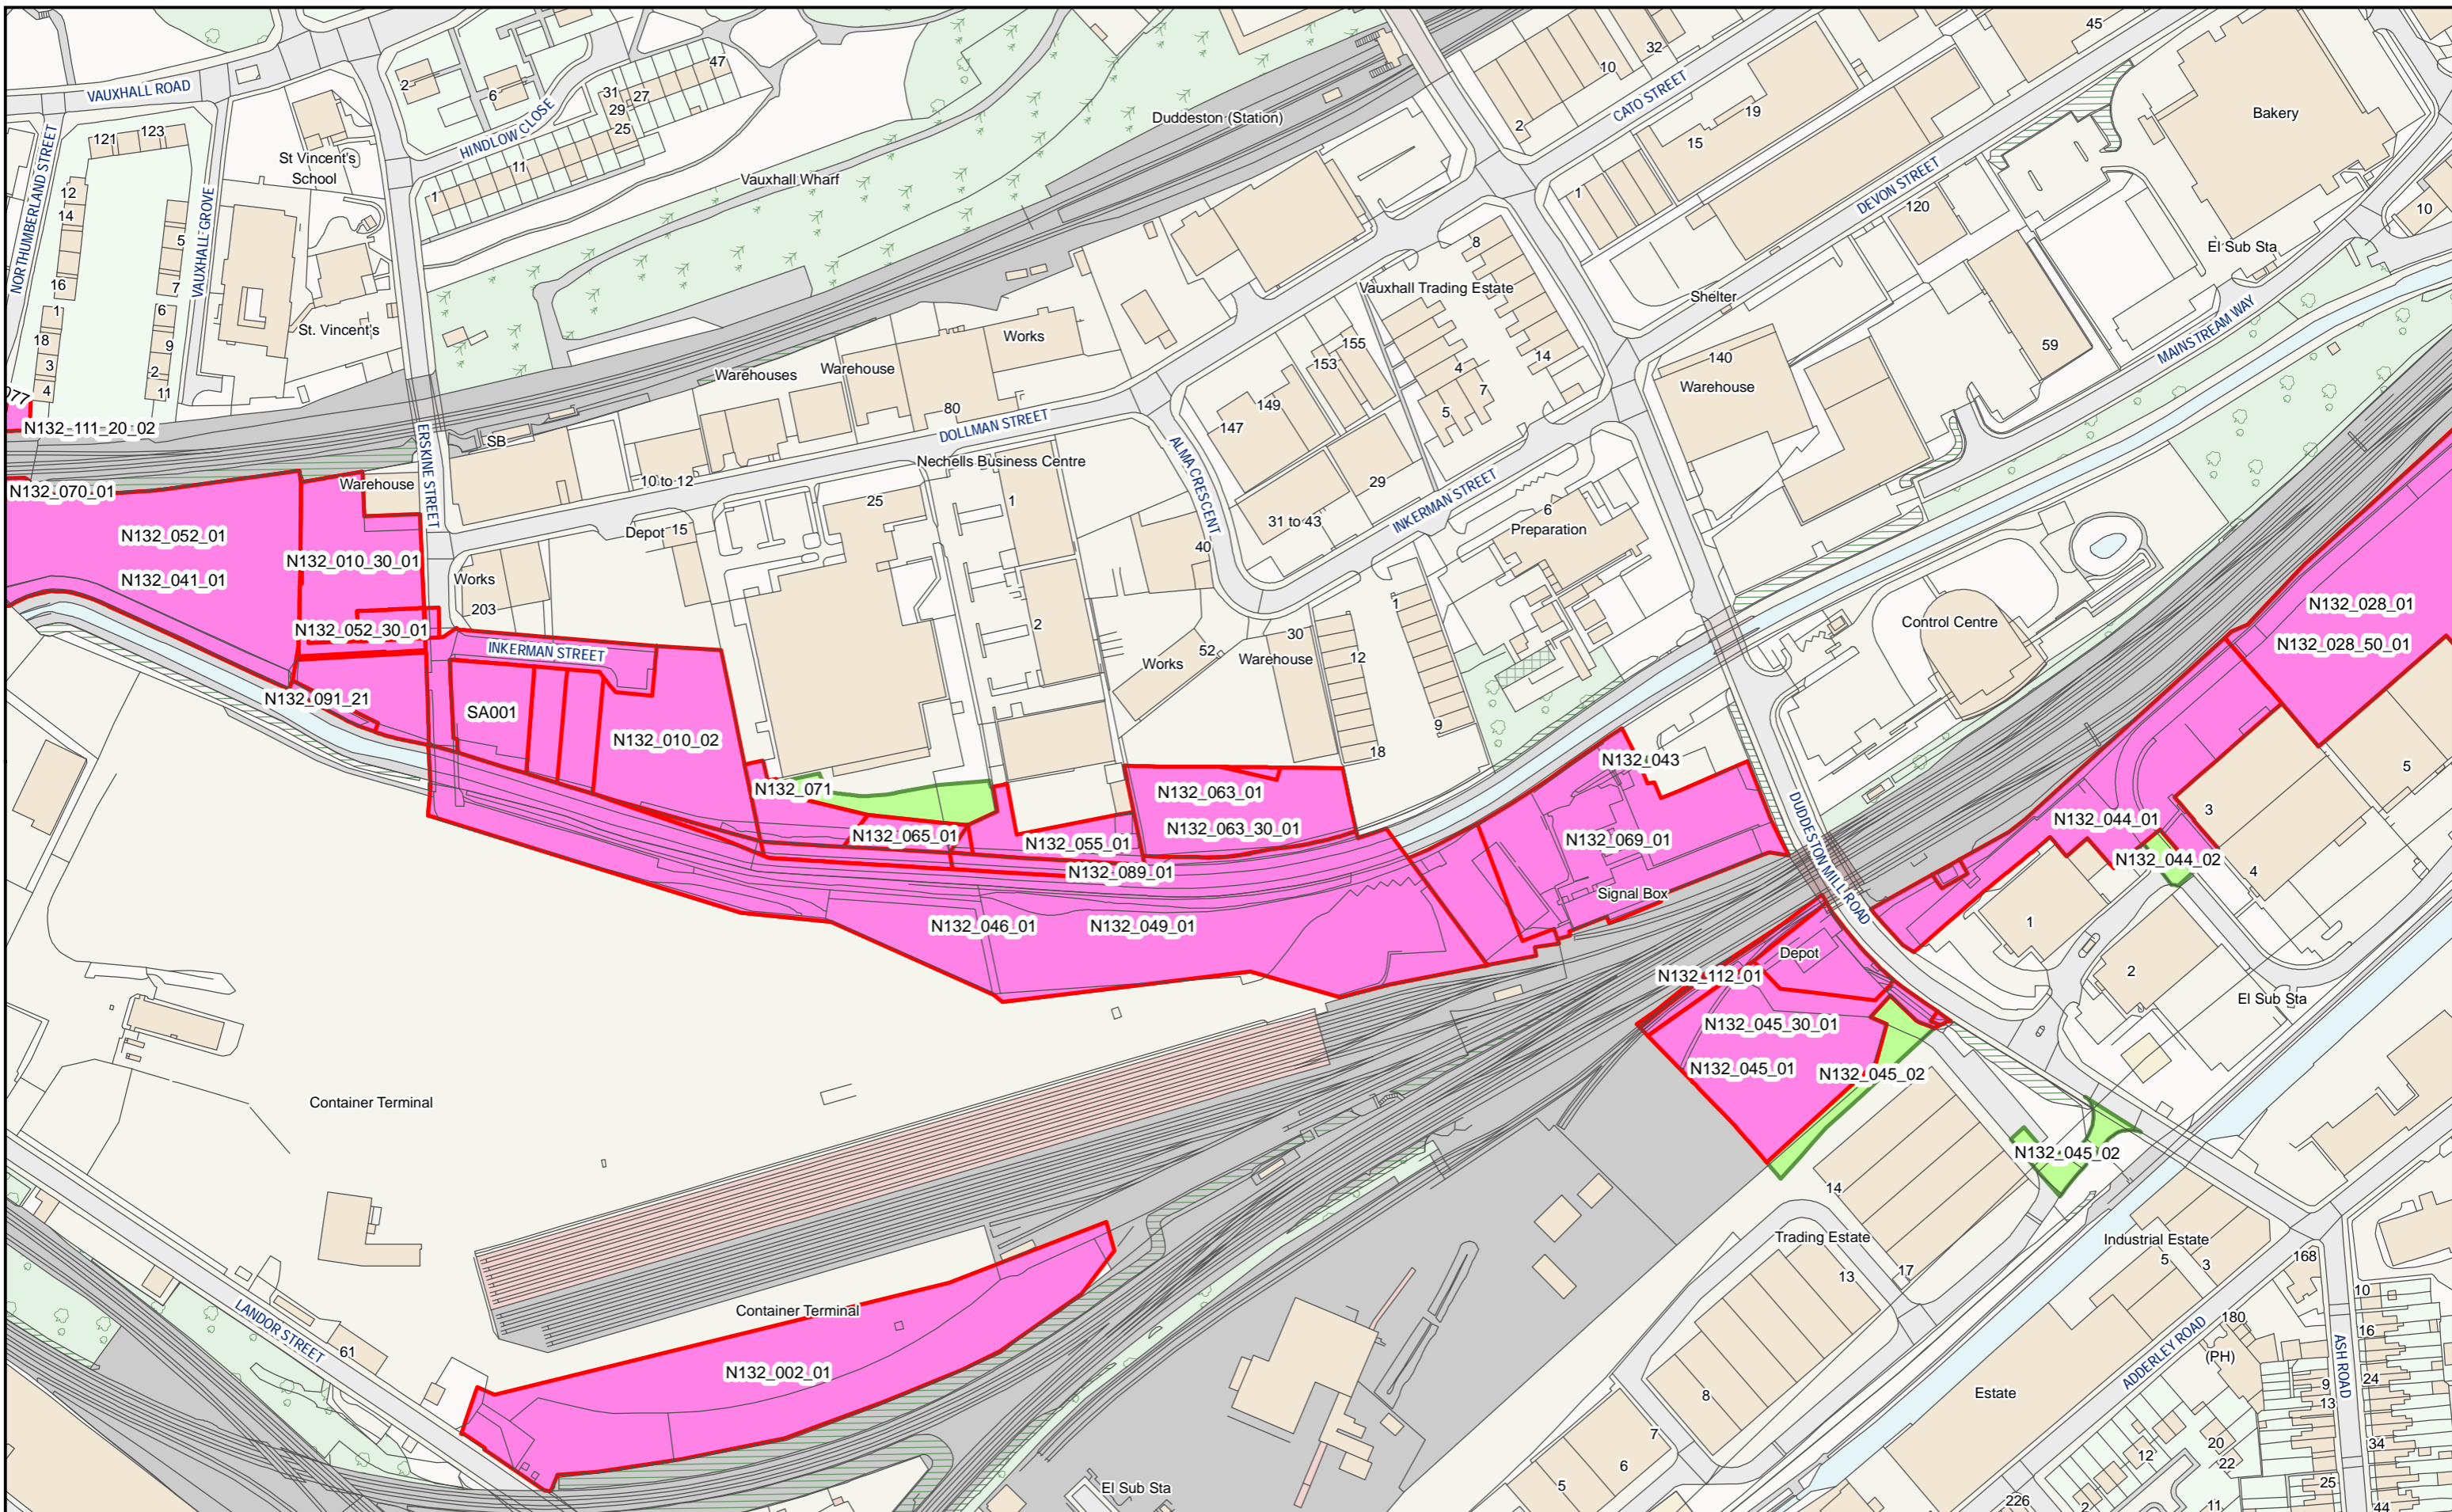 45
47
32
10
CATO STREET
2
VAUXHALL ROAD
6
31
27
29
25
Duddeston (Station)
2
19
15
Bakery
121
123
HINDLOW CLOSE
St Vincent's
School
11
Vauxhall Wharf
NORTHUMBERLAND STREET
12
14
VAUXHALL GROVE
1
1
DEVON STREET
120
10
5
8
El Sub Sta
16
7
Vauxhall Trading Estate
Shelter
1
6
St. Vincent's
Works
MAINSTREAM WAY
18
9
155
153
14
140
59
3
2
Warehouses
Warehouse
4
7
Warehouse
4
11
077
N132_111_20_02
80
149
5
147
DOLLMAN STREET
SB
ERSKINE STREET
ALMA CRESCENT
Nechells Business Centre
N132_070_01
Warehouse
10 to 12
29
INKERMAN STREET
25
1
6
Preparation
31 to 43
N132_052_01
Depot
15
40
N132_010_30_01
N132_041_01
Works
203
1
N132_028_01
Control Centre
N132_052_30_01
2
30
N132_028_50_01
INKERMAN STREET
52
Works
Warehouse
12
N132_091_21
SA001
N132_010_02
9
18
N132_043
5
N132_071
N132_063_01
DUDDESTON MILL ROAD
3
N132_044_01
N132_065_01
N132_063_30_01
N132_055_01
N132_069_01
N132_044_02
N132_089_01
4
Signal Box
N132_046_01
N132_049_01
1
Depot
N132_112_01
2
El Sub Sta
N132_045_30_01
N132_045_01
N132_045_02
Container Terminal
N132_045_02
14
Trading Estate
Industrial Estate
5
3
168
13
17
10
Container Terminal
LANDOR STREET
180
16
61
(PH)
ADDERLEY ROAD
ASH ROAD
N132_002_01
24
9
8
Estate
13
7
20
34
12
22
6
5
25
El Sub Sta
226
2
11
44